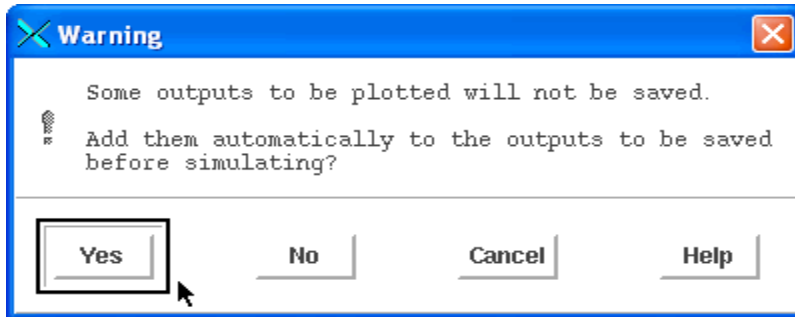 Warning
Some outputs to be plotted will not be saved.
Add them automatically to the outputs to be saved
before simulating?
Yes No Cancel Help